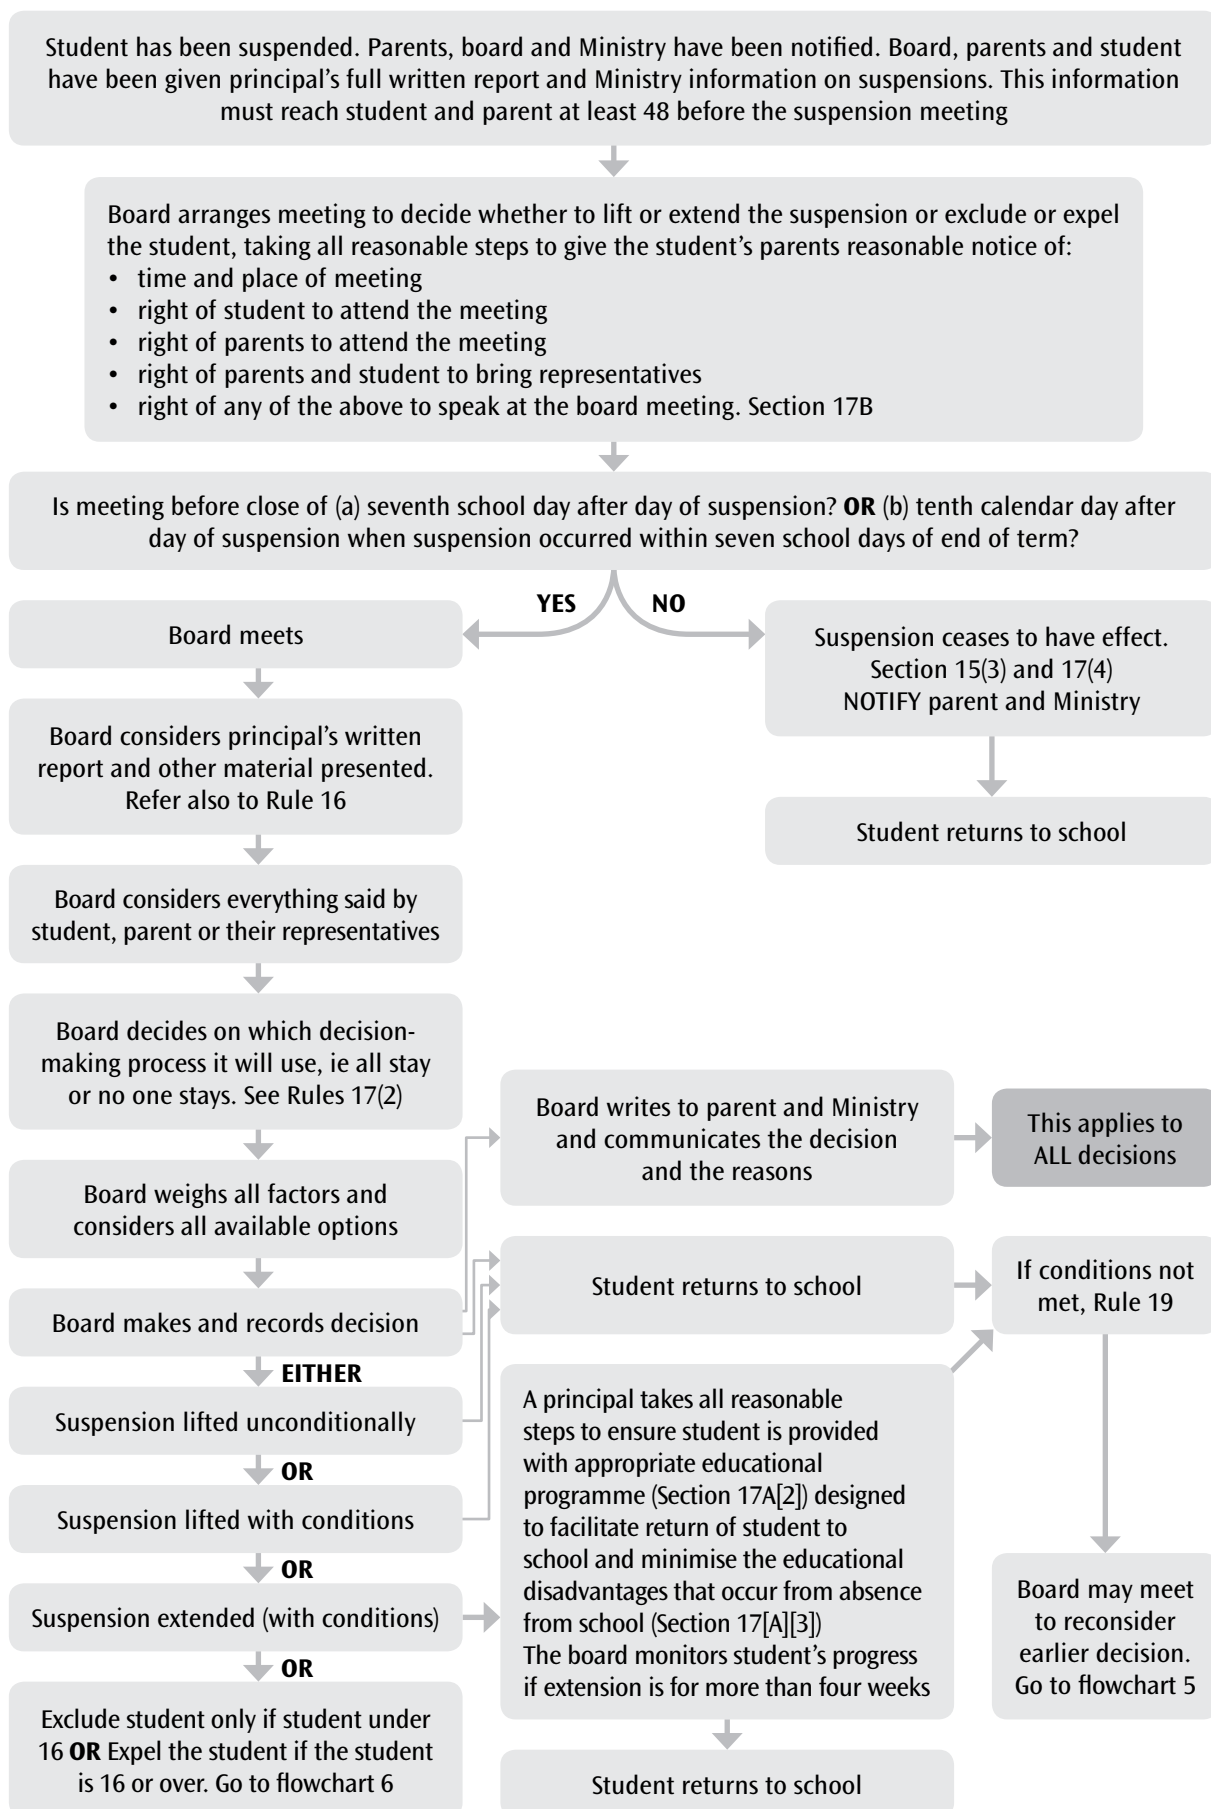 Student has been suspended. Parents, board and Ministry have been notified. Board, parents and student
have been given principal’s full written report and Ministry information on suspensions. This information
must reach student and parent at least 48 before the suspension meeting
Board arranges meeting to decide whether to lift or extend the suspension or exclude or expel
the student, taking all reasonable steps to give the student’s parents reasonable notice of:
• time and place of meeting
• right of student to attend the meeting
• right of parents to attend the meeting
• right of parents and student to bring representatives
• right of any of the above to speak at the board meeting. Section 17B
Is meeting before close of (a) seventh school day after day of suspension? OR (b) tenth calendar day after
day of suspension when suspension occurred within seven school days of end of term?
YES
NO
Board meets
Suspension ceases to have effect.
Section 15(3) and 17(4)
NOTIFY parent and Ministry
Student returns to school
Board considers principal’s written
report and other material presented.
Refer also to Rule 16
Board considers everything said by
student, parent or their representatives
Board decides on which decision-
making process it will use, ie all stay
or no one stays. See Rules 17(2)
Board weighs all factors and
considers all available options
Board makes and records decision
Board writes to parent and Ministry
and communicates the decision
and the reasons
This applies to
ALL decisions
EITHER
Suspension lifted unconditionally
OR
Suspension lifted with conditions
Student returns to school
If conditions not
met, Rule 19
OR
Suspension extended (with conditions)
A principal takes all reasonable
steps to ensure student is provided
with appropriate educational
programme (Section 17A[2]) designed
to facilitate return of student to
school and minimise the educational
disadvantages that occur from absence
from school (Section 17[A][3])
The board monitors student’s progress
if extension is for more than four weeks
Board may meet
to reconsider
earlier decision.
Go to flowchart 5
OR
Exclude student only if student under
16 OR Expel the student if the student
is 16 or over. Go to flowchart 6
Student returns to school